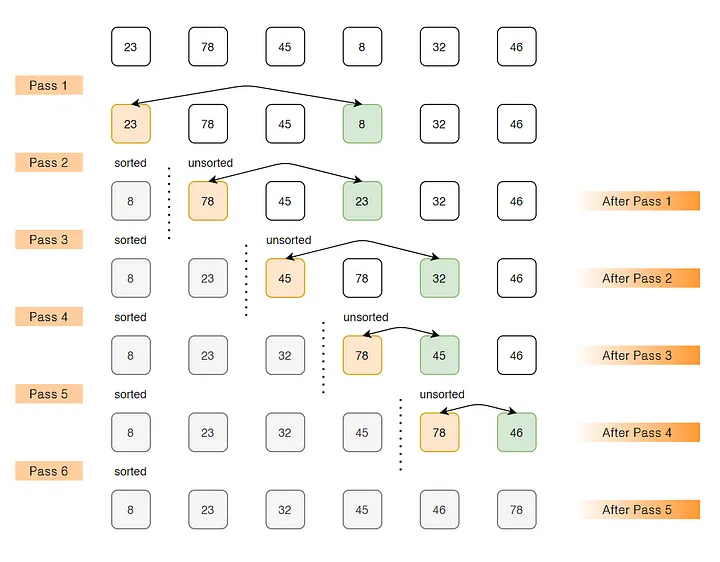 23 78 45 8 32 46
Pass 1
23 78 45 8 32 46
Pass 2 sorted unsorted
8 78 45 23 32 46 After Pass 1
Pass 3 sorted unsorted
8 23 45 78 32 46 After Pass 2
Pass 4 sorted unsorted
8 23 32 78 45 46 After Pass 3
Pass 5 sorted unsorted
8 23 32 45 78 46 After Pass 4
Pass 6 sorted
8 23 32 45 46 78 After Pass 5